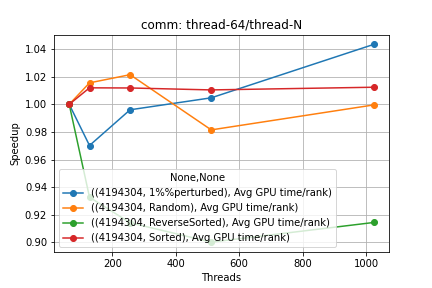 comm: thread-64/thread-N
1.04
1.02
1.00
0.98
0.96
0.94
0.92
0.90
Speedup
None,None
((4194304, 1%%perturbed), Avg GPU time/rank)
((4194304, Random), Avg GPU time/rank)
((4194304, ReverseSorted), Avg GPU time/rank)
((4194304, Sorted), Avg GPU time/rank)
200
400
600
800
1000
Threads